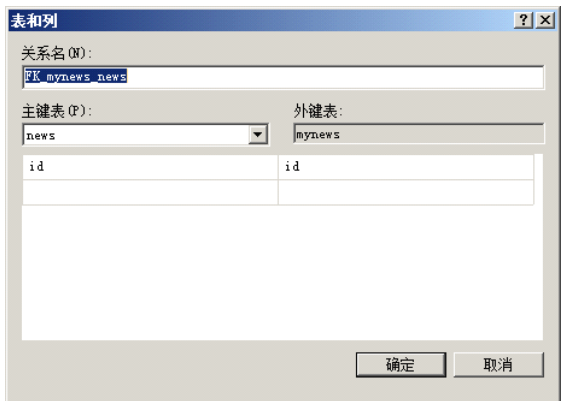 表和列
关系名(N):
FK_mynews_news
主键表(P):
外键表:
news
mynews
id
id
确定
取消